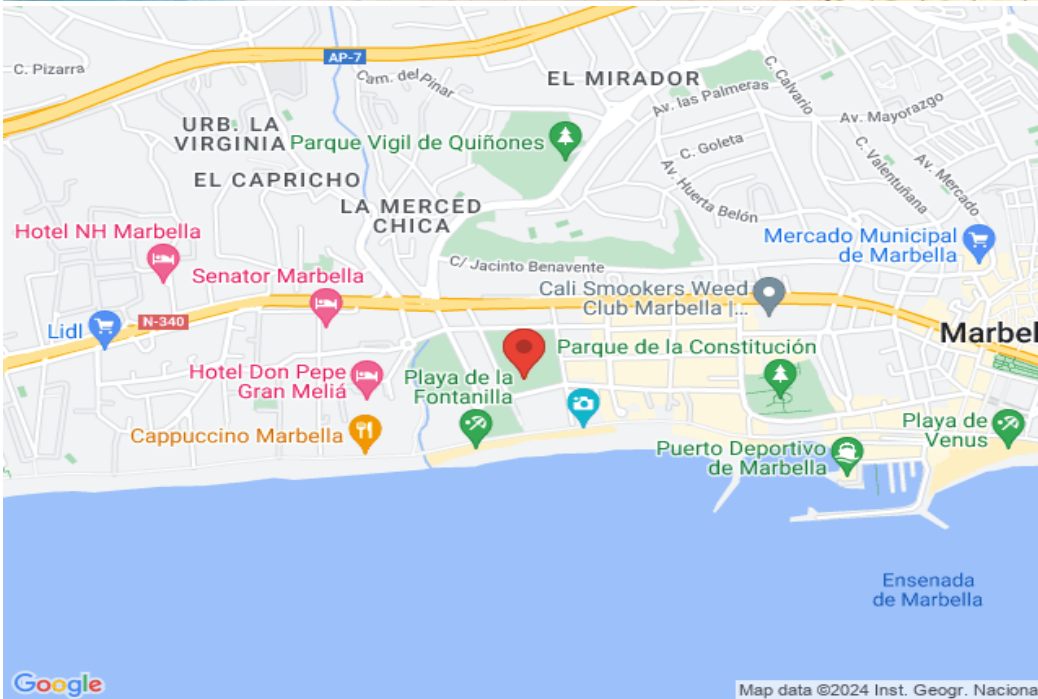 C. Pizarra
AP-7
Cam. del Pinar
EL MIRADOR
C. Calvario
Av. las Palmeras
Av. Mayorazgo
URB. LA
VIRGINIA
Parque Vigil de Quiñones
C. Goleta
C. Valentuñana
Av. Mercado
EL CAPRICHO
Av. Huerta Belón
LA MERCED
CHICA
Hotel NH Marbella
Mercado Municipal
de Marbella
Senator Marbella
C/ Jacinto Benavente
Cali Smookers Weed
Club Marbella |...
Lidl
N-340
Marbel
Parque de la Constitución
Hotel Don Pepe
Gran Meliá
Playa de la
Fontanilla
Cappuccino Marbella
Playa de
Venus
Puerto Deportivo
de Marbella
Ensenada
de Marbella
Google
Map data ©2024 Inst. Geogr. Naciona